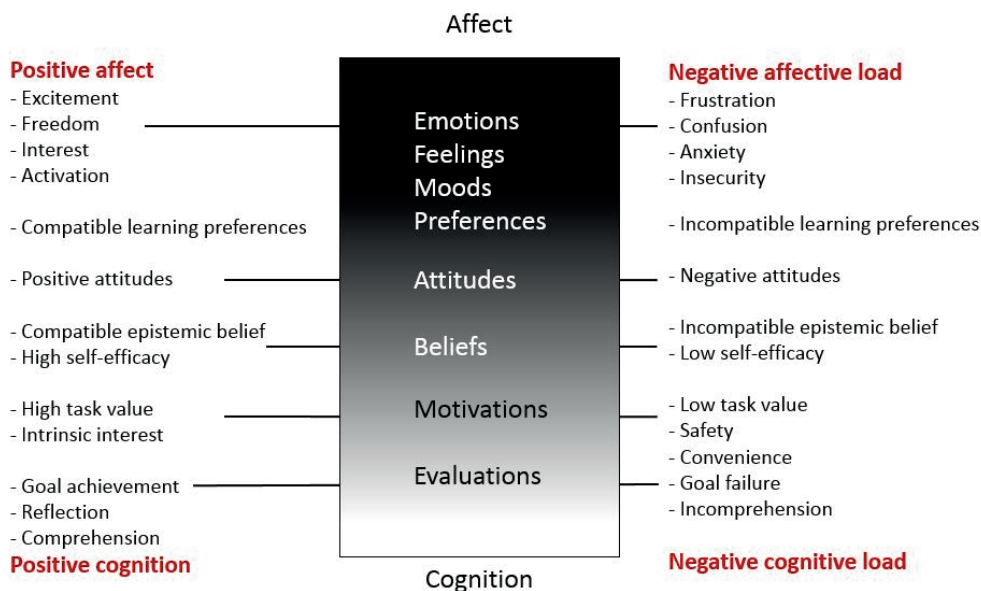 Affect
Positive affect
- Excitement
- Freedom
- Interest
- Activation
- Compatible learning preferences
- Positive attitudes
- Compatible epistemic belief
- High self-efficacy
- High task value
- Intrinsic interest
- Goal achievement
- Reflection
- Comprehension
Positive cognition
Emotions
Feelings
Moods
Preferences
Attitudes
Beliefs
Motivations
Evaluations
Negative affective load
- Frustration
- Confusion
- Anxiety
- Insecurity
- Incompatible learning preferences
- Negative attitudes
- Incompatible epistemic belief
- Low self-efficacy
- Low task value
- Safety
- Convenience
- Goal failure
- Incomprehension
Negative cognitive load
Cognition